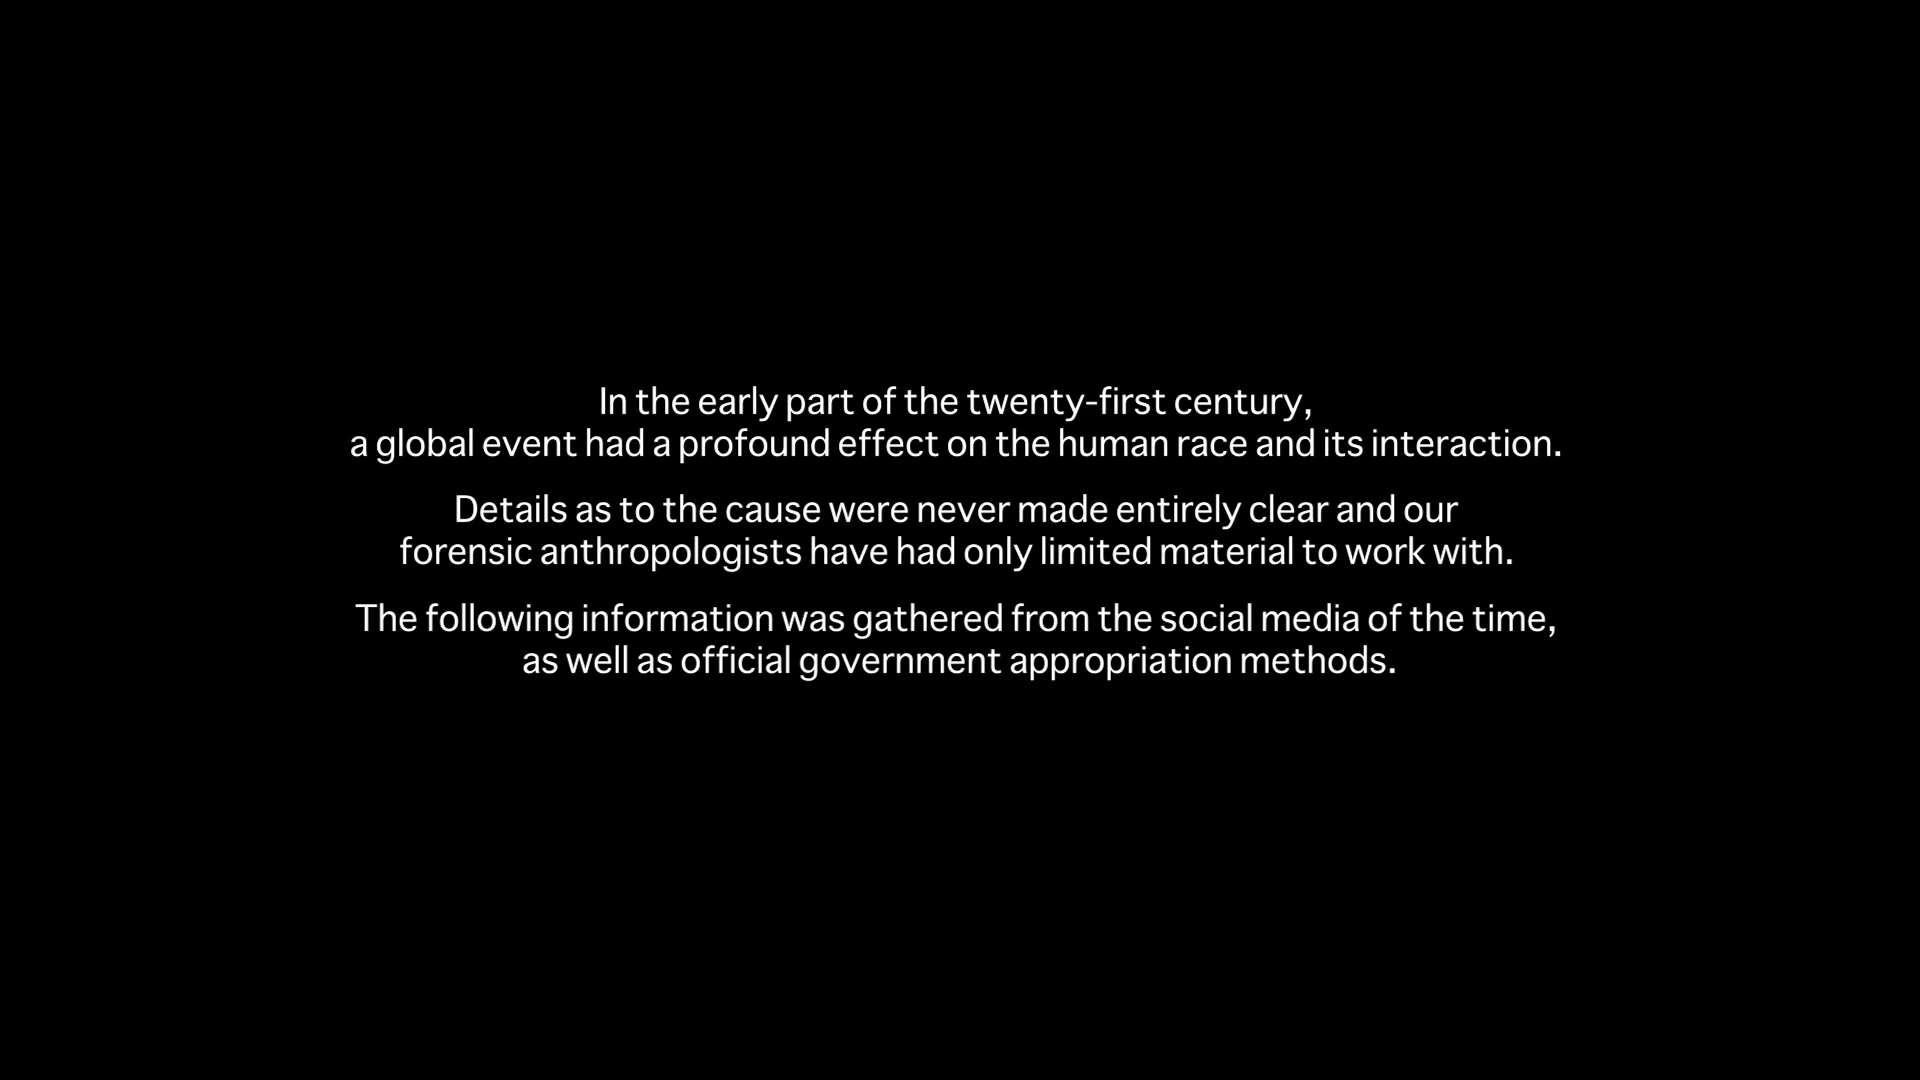 In the early part of the twenty-first century,
a global event had a profound effect on the human race and its interaction.
Details as to the cause were never made entirely clear and our
forensic anthropologists have had only limited material to work with.
The following information was gathered from the social media of the time,
as well as official government appropriation methods.